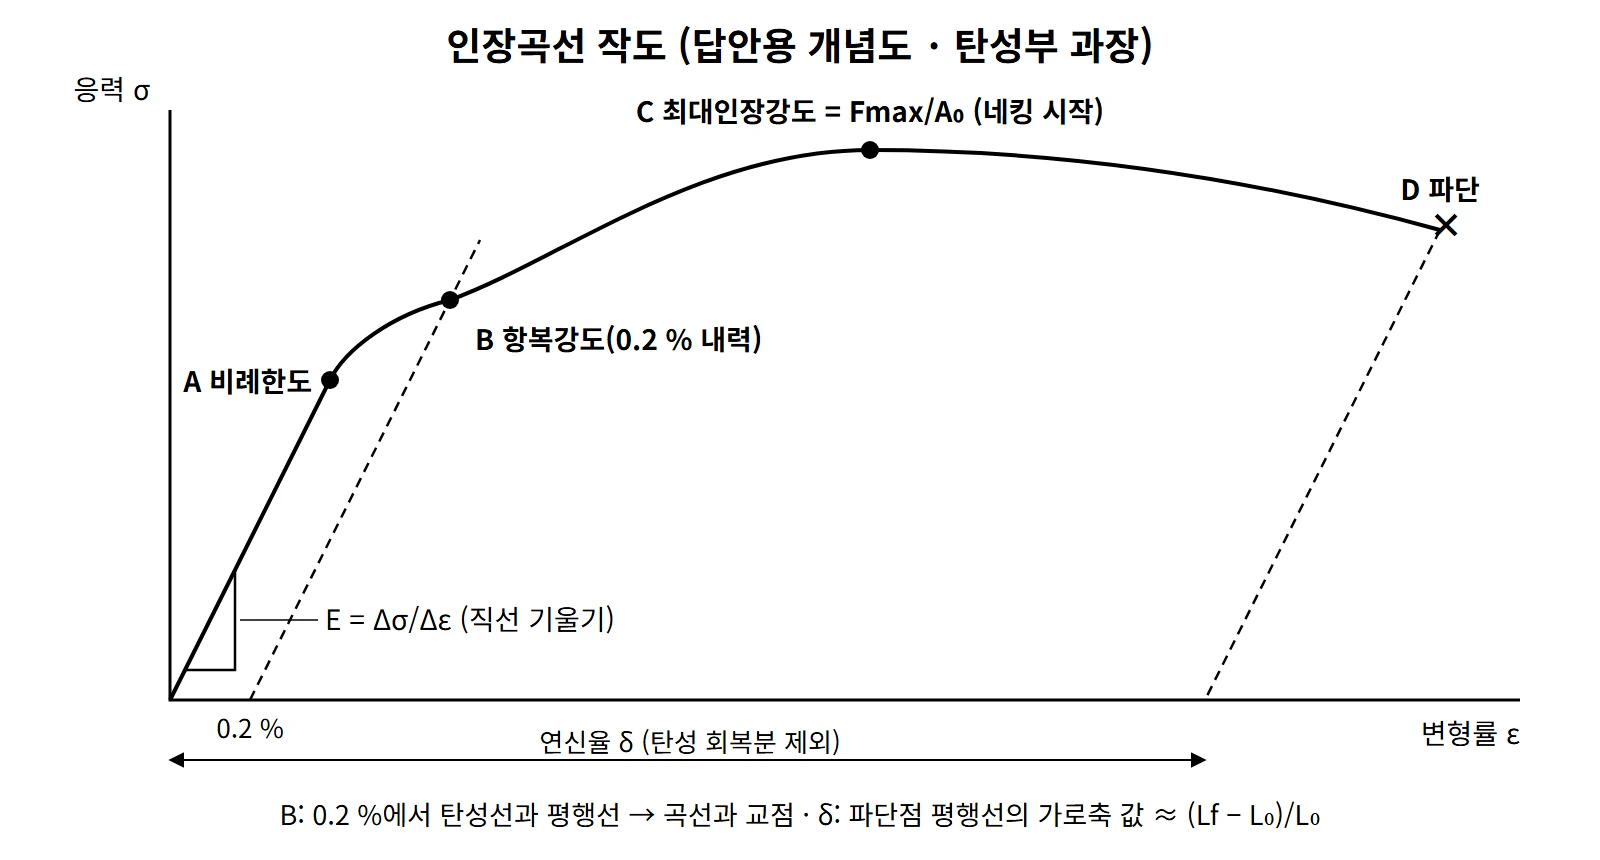 인장곡선 작도 (답안용 개념도 · 탄성부 과장)
응력 σ
C 최대인장강도 = Fmax/A₀ (네킹 시작)
D 파단
B 항복강도(0.2 % 내력)
A 비례한도
E = Δσ/Δε (직선 기울기)
0.2 %
연신율 δ (탄성 회복분 제외)
변형률 ε
B: 0.2 %에서 탄성선과 평행선 → 곡선과 교점 · δ: 파단점 평행선의 가로축 값 ≈ (Lf − L₀)/L₀